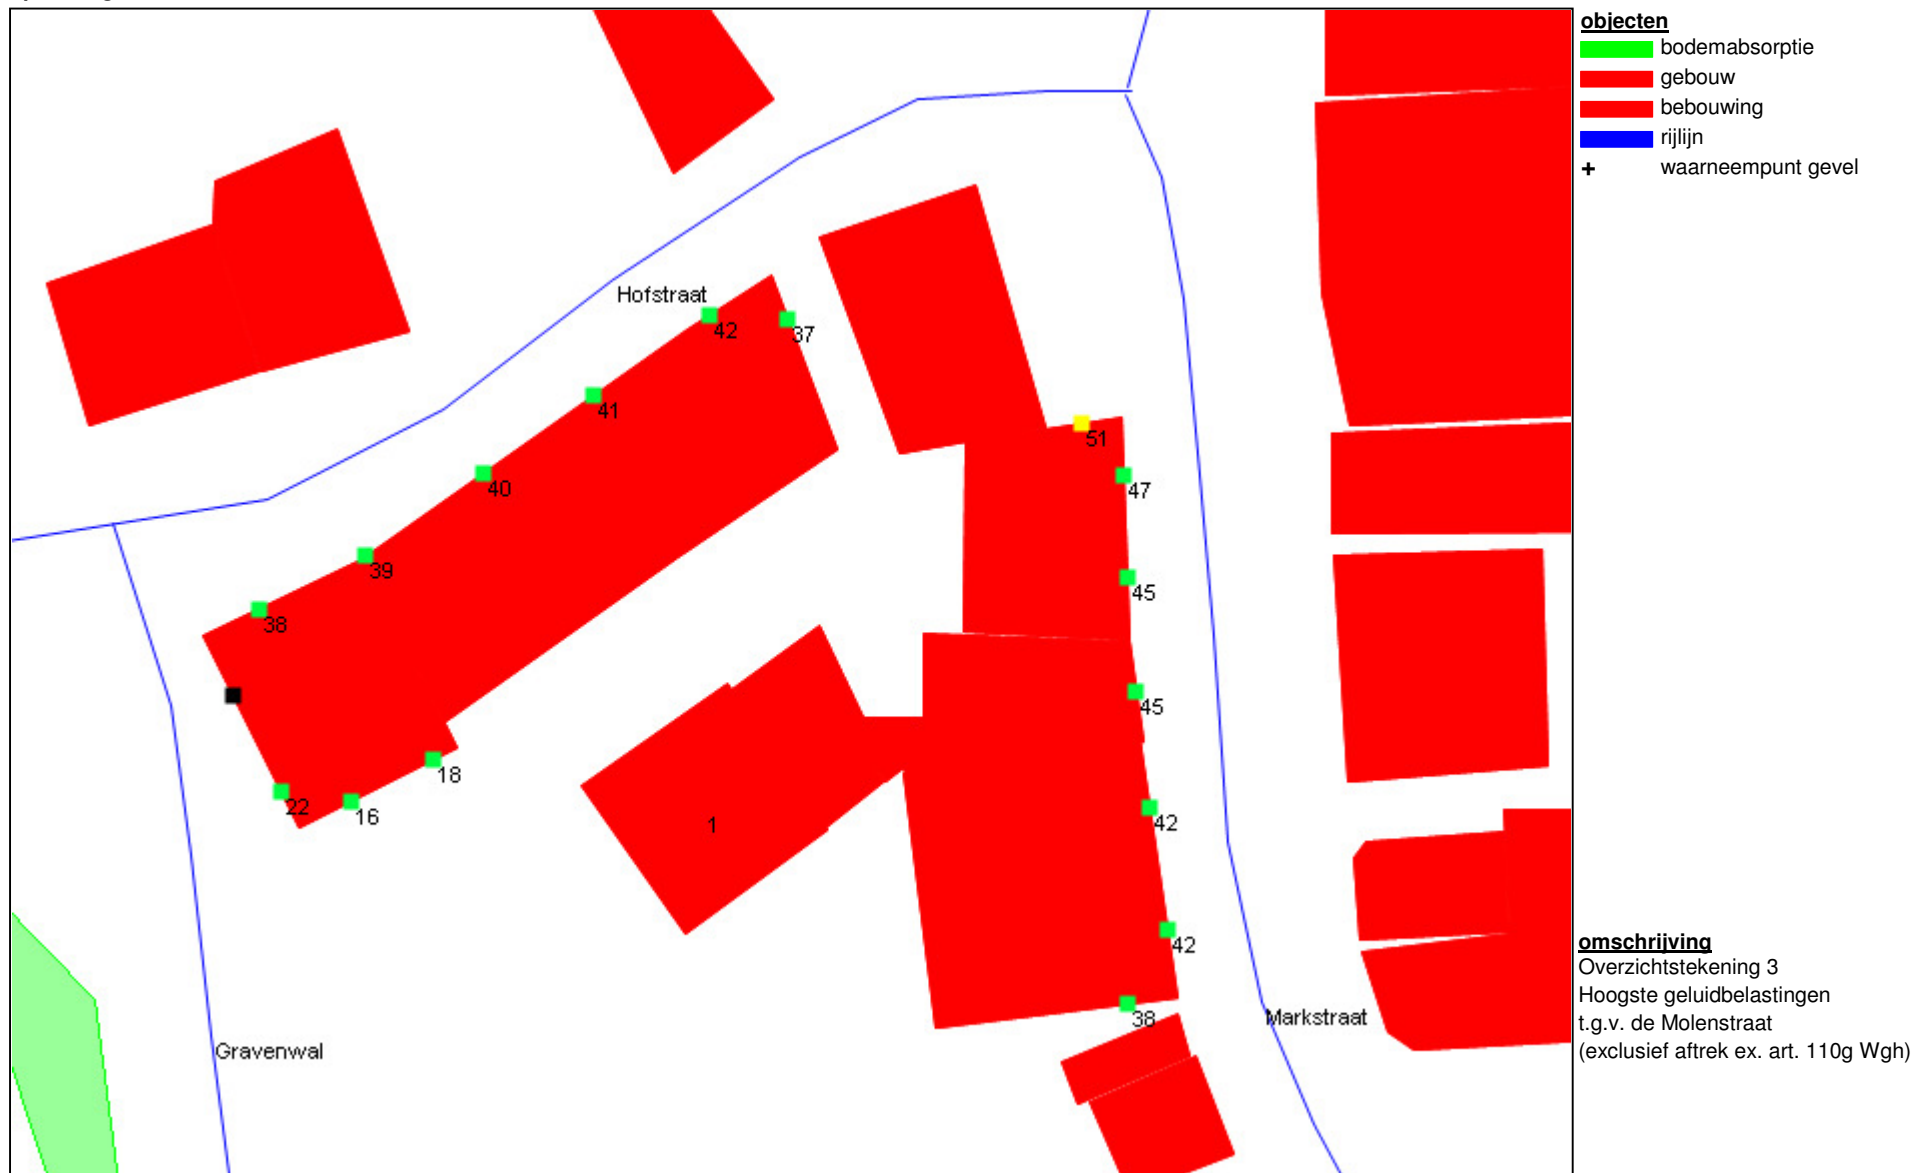 objecten
bodemabsorptie
gebouw
bebouwing
rijlijn
+ waarneempunt gevel
Hofstraat
42
37
41
51
40
47
39
45
38
45
18
22
16
1
42
42
38
Markstraat
Gravenwal
omschrijving
Overzichtstekening 3
Hoogste geluidbelastingen
t.g.v. de Molenstraat
(exclusief aftrek ex. art. 110g Wgh)